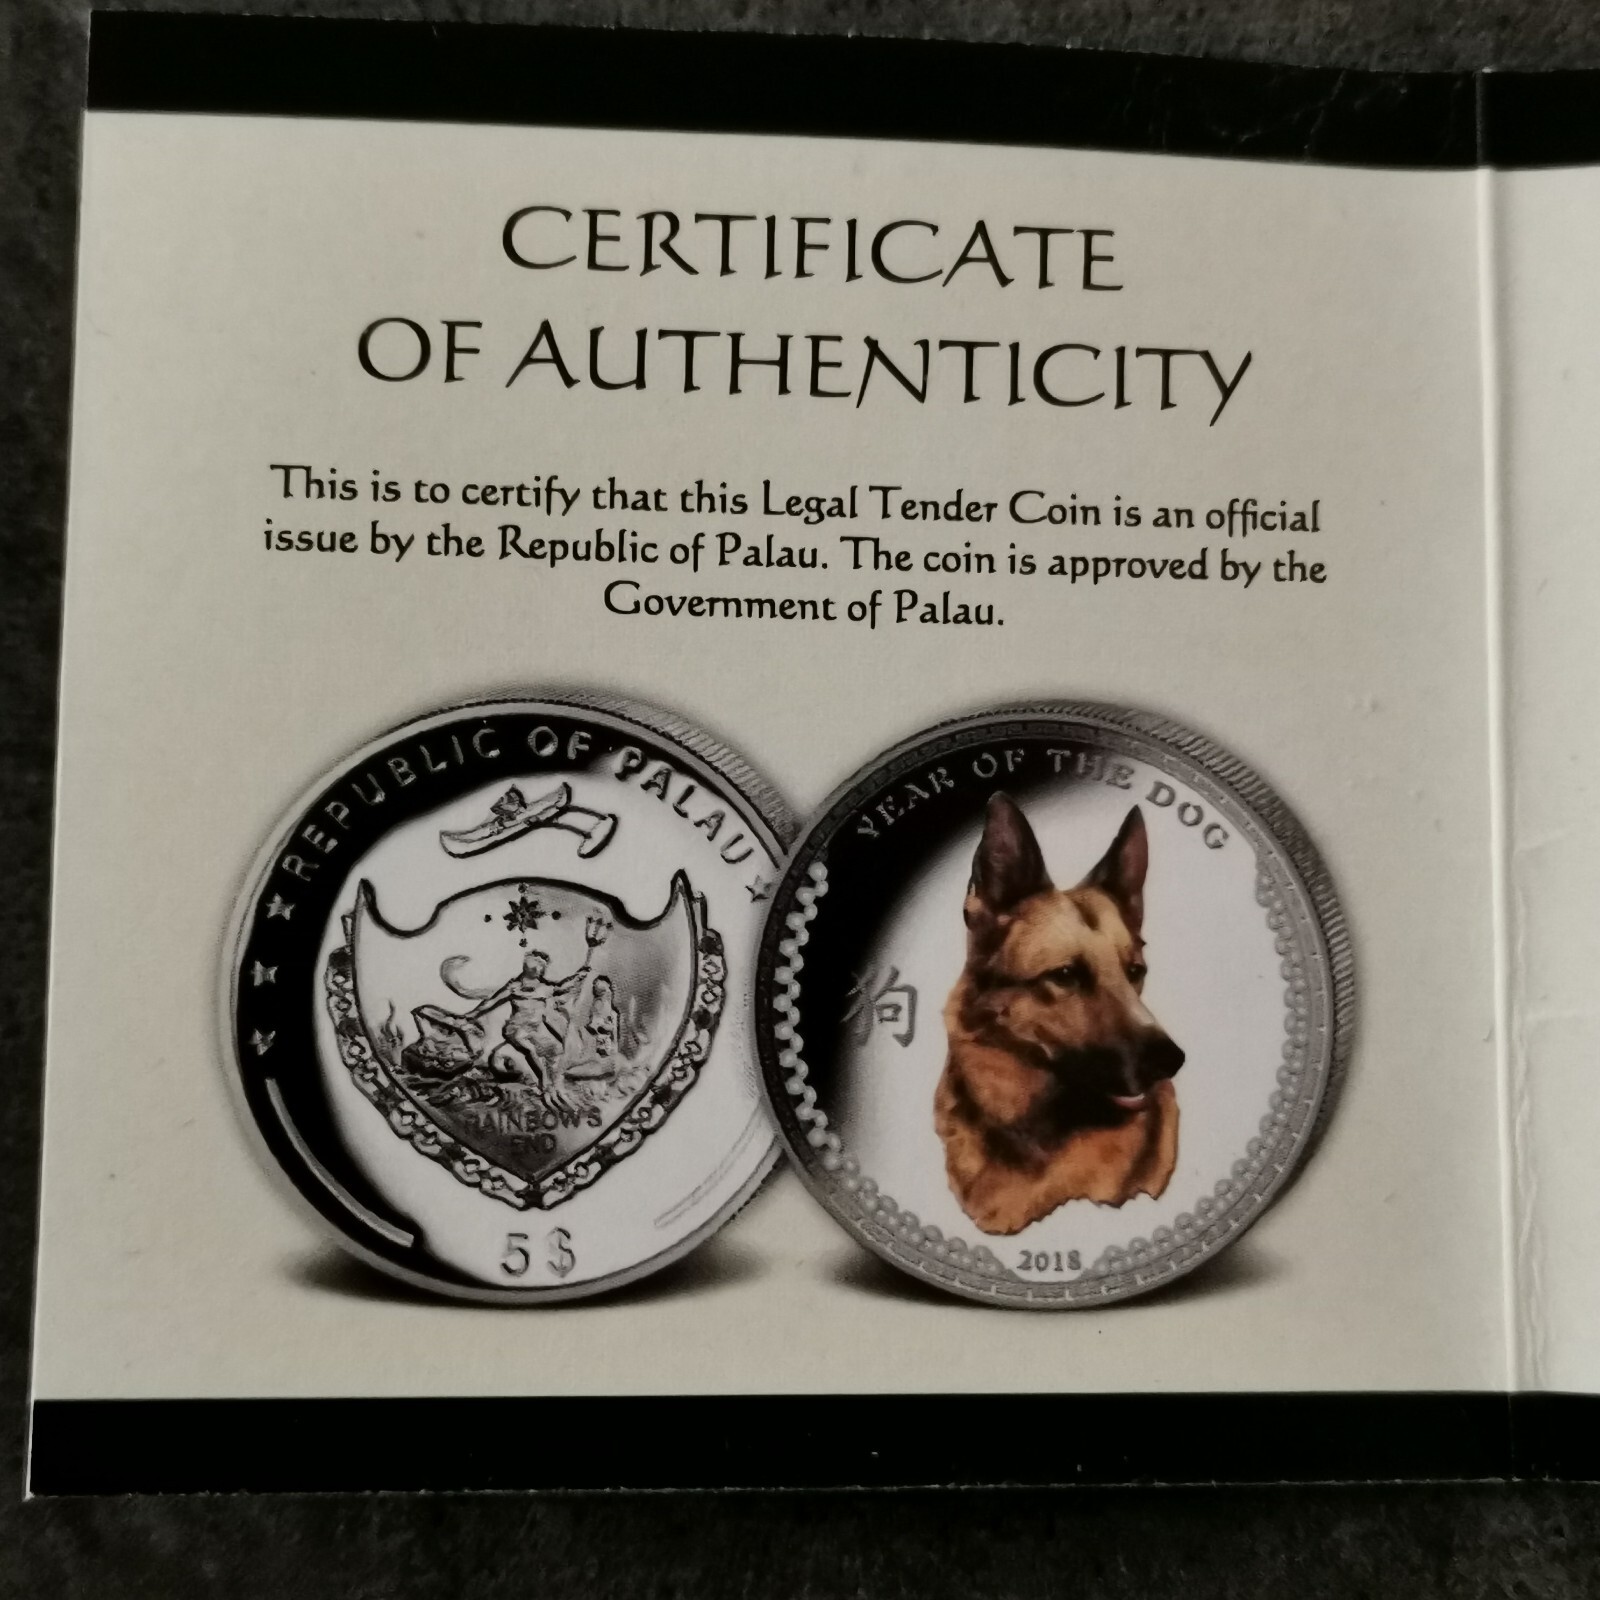 CERTIFICATE
OF AUTHENTICITY
This is to certify that this Legal Tender Coin is an official
issue by the Republic of Palau. The coin is approved by the
Government of Palau.
REPUBLIC OF PALAU
RAINBOW'S
END
5$
YEAR OF THE DOG
狗
2018